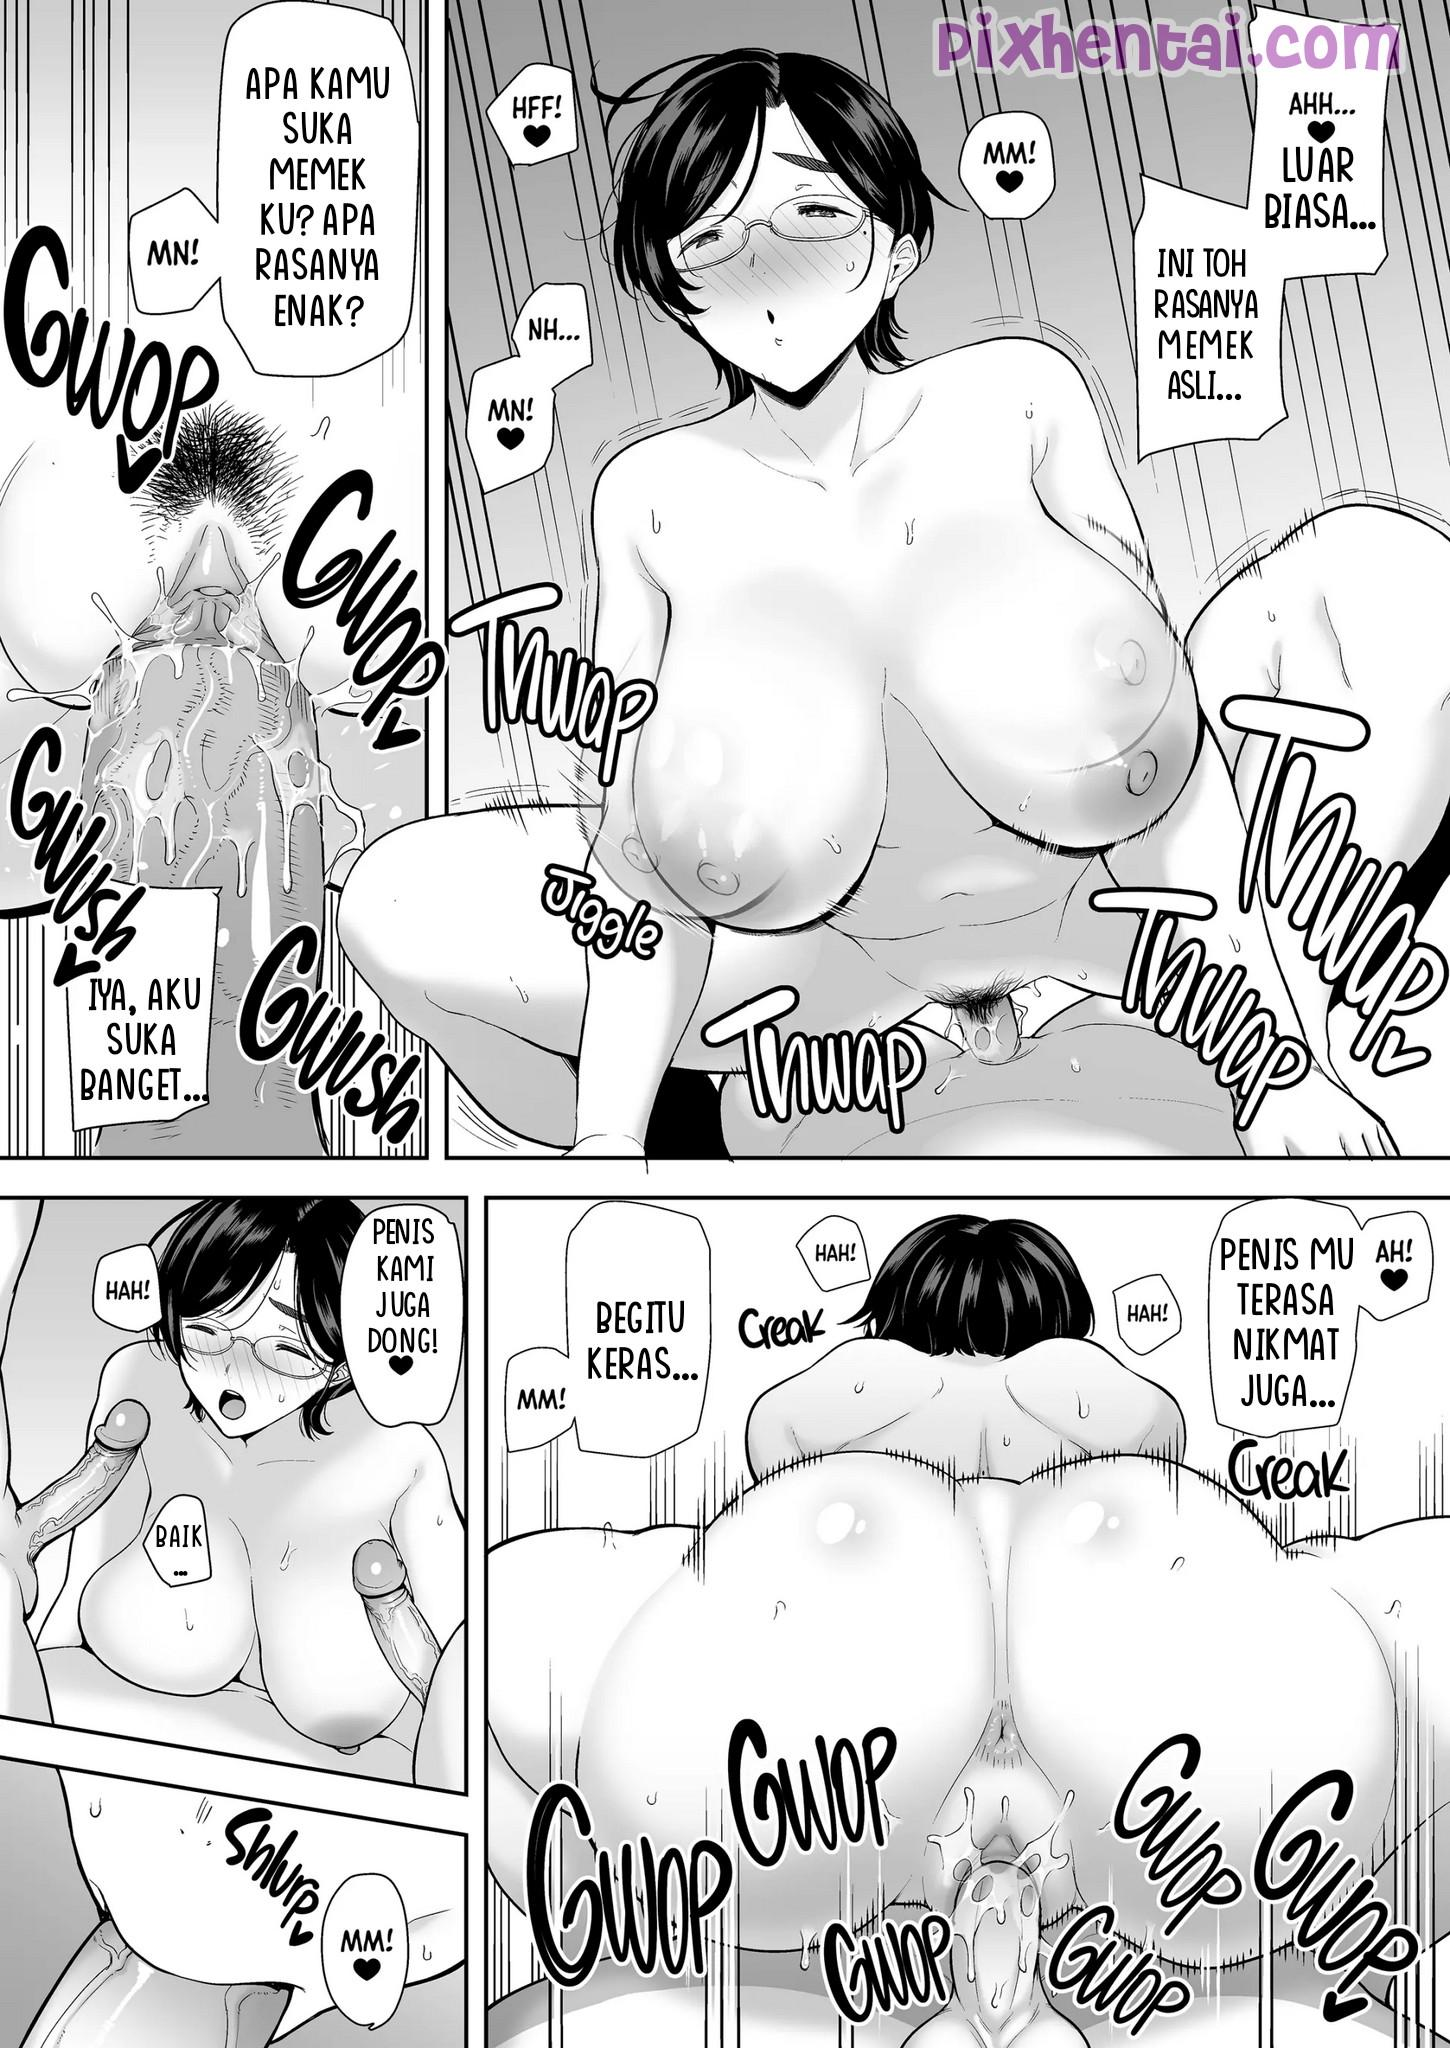 pixhentai.com
AHH...
LUAR
BIASA...
INI TOH
RASANYA
MEMEK
ASLI...
MM!
HFF!
NH...
MN!
THWAP
THWAP
THWAP
THWAP
Jiggle
APA KAMU
SUKA
MEMEK
KU? APA
RASANYA
ENAK?
MN!
GWOP
GWOP
GWUSH
GWUSH
IYA, AKU
SUKA
BANGET...
AH!
PENIS MU
TERASA
NIKMAT
JUGA...
HAH!
HAH!
BEGITU
KERAS...
MM!
Creak
Creak
GWOP
GWOP
GWOP
GWOP
GWOP
GWOP
PENIS
KAMI
JUGA
DONG!
HAH!
BAIK
...
Shlurp
MM!